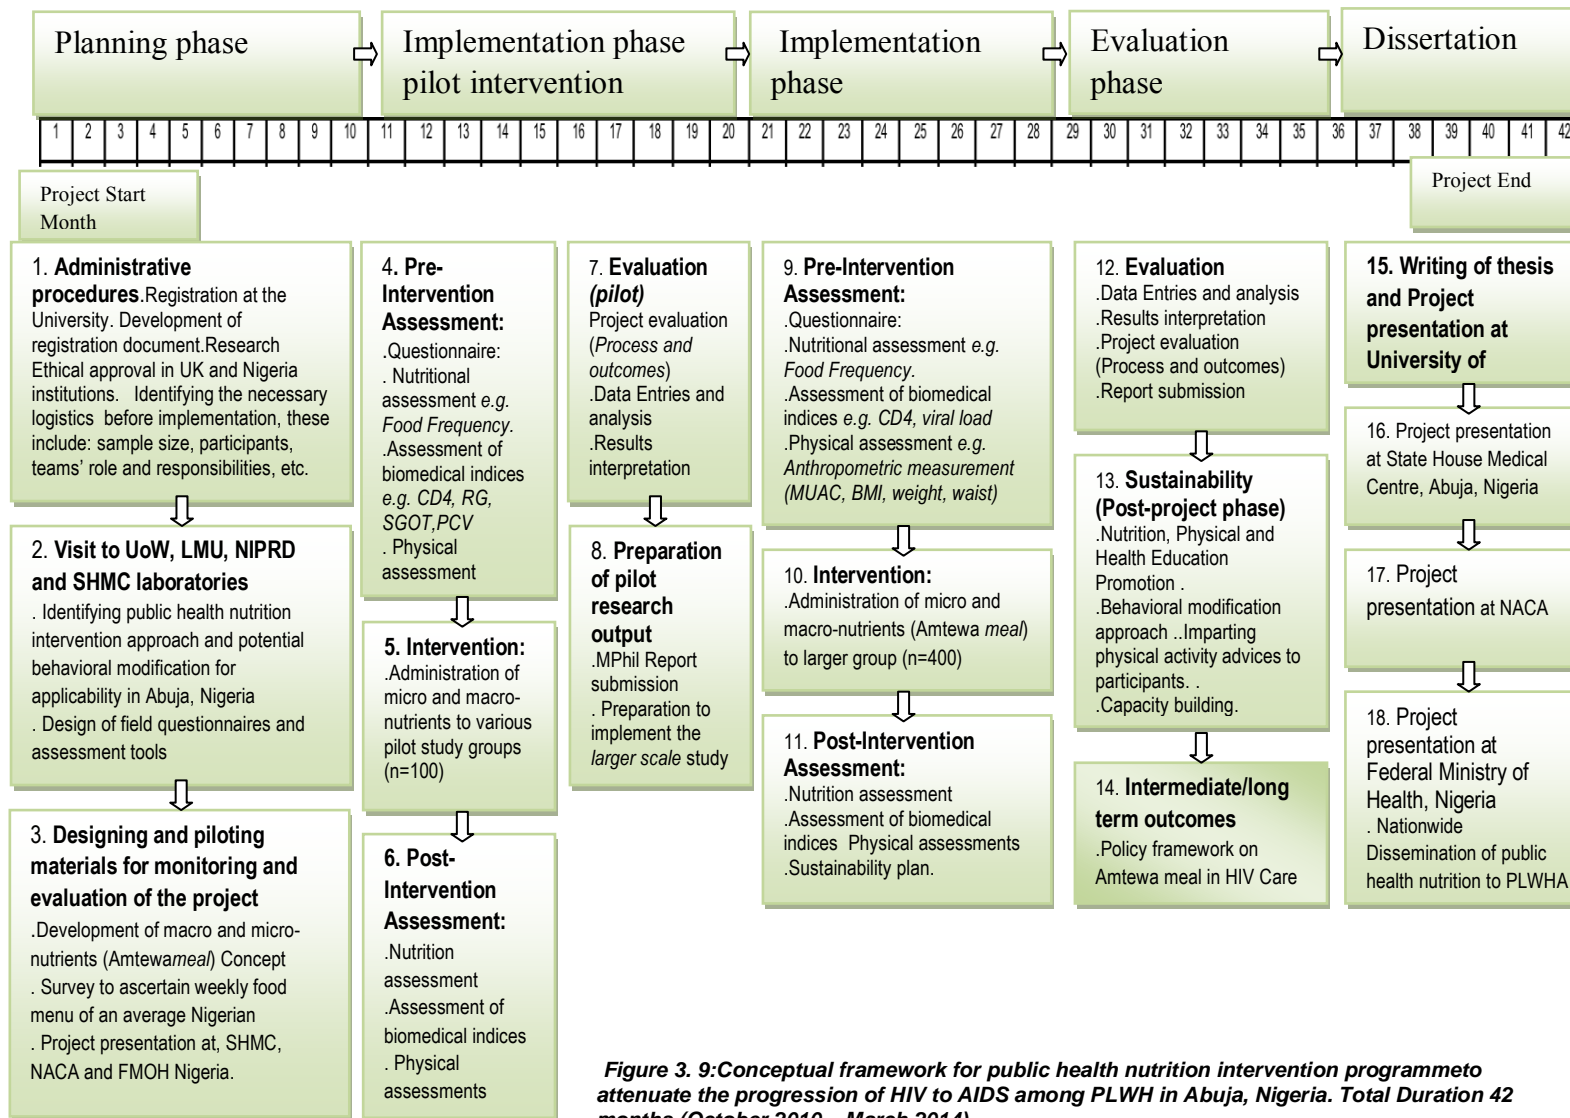 Planning phase
Implementation phase
pilot intervention
Implementation
phase
Evaluation
phase
Dissertation
1 2 3 4 5 6 7 8 9 10 11 12 13 14 15 16 17 18 19 20 21 22 23 24 25 26 27 28 29 30 31 32 33 34 35 36 37 38 39 40 41 42
Project Start
Month
Project End
1. Administrative
procedures.Registration at the
University. Development of
registration document.Research
Ethical approval in UK and Nigeria
institutions. Identifying the necessary
logistics before implementation, these
include: sample size, participants,
teams’ role and responsibilities, etc.
2. Visit to UoW, LMU, NIPRD
and SHMC laboratories
. Identifying public health nutrition
intervention approach and potential
behavioral modification for
applicability in Abuja, Nigeria
. Design of field questionnaires and
assessment tools
3. Designing and piloting
materials for monitoring and
evaluation of the project
.Development of macro and micro-
nutrients (Amtewameal) Concept
. Survey to ascertain weekly food
menu of an average Nigerian
. Project presentation at, SHMC,
NACA and FMOH Nigeria.
4. Pre-
Intervention
Assessment:
.Questionnaire:
. Nutritional
assessment e.g.
Food Frequency.
.Assessment of
biomedical indices
e.g. CD4, RG,
SGOT,PCV
. Physical
assessment
5. Intervention:
.Administration of
micro and macro-
nutrients to various
pilot study groups
(n=100)
6. Post-
Intervention
Assessment:
.Nutrition
assessment
.Assessment of
biomedical indices
. Physical
assessments
7. Evaluation
(pilot)
Project evaluation
(Process and
outcomes)
.Data Entries and
analysis
.Results
interpretation
8. Preparation
of pilot
research
output
.MPhil Report
submission
. Preparation to
implement the
larger scale study
9. Pre-Intervention
Assessment:
.Questionnaire:
.Nutritional assessment e.g.
Food Frequency.
.Assessment of biomedical
indices e.g. CD4, viral load
.Physical assessment e.g.
Anthropometric measurement
(MUAC, BMI, weight, waist)
10. Intervention:
.Administration of micro and
macro-nutrients (Amtewa meal)
to larger group (n=400)
11. Post-Intervention
Assessment:
.Nutrition assessment
.Assessment of biomedical
indices Physical assessments
.Sustainability plan.
12. Evaluation
.Data Entries and analysis
.Results interpretation
.Project evaluation
(Process and outcomes)
.Report submission
13. Sustainability
(Post-project phase)
.Nutrition, Physical and
Health Education
Promotion .
.Behavioral modification
approach ..Imparting
physical activity advices to
participants. .
.Capacity building.
14. Intermediate/long
term outcomes
.Policy framework on
Amtewa meal in HIV Care
15. Writing of thesis
and Project
presentation at
University of
16. Project presentation
at State House Medical
Centre, Abuja, Nigeria
17. Project
presentation at NACA
18. Project
presentation at
Federal Ministry of
Health, Nigeria
. Nationwide
Dissemination of public
health nutrition to PLWHA
Figure 3. 9:Conceptual framework for public health nutrition intervention programmeto
attenuate the progression of HIV to AIDS among PLWH in Abuja, Nigeria. Total Duration 42
months (October 2010 – March 2014)